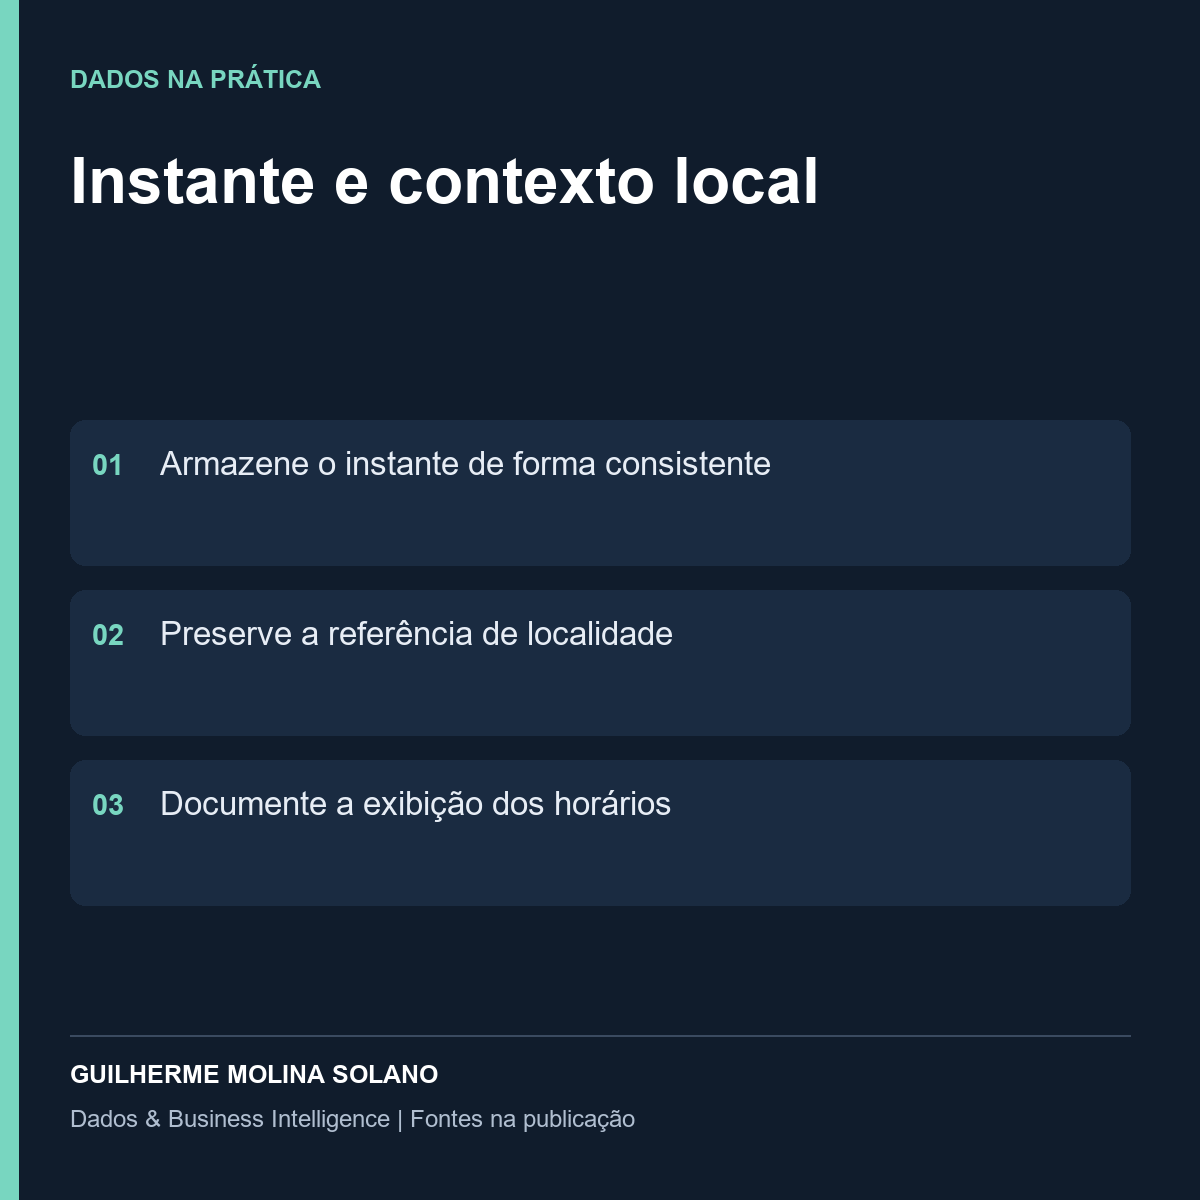 DADOS NA PRÁTICA
Instante e contexto local
01 Armazene o instante de forma consistente
02 Preserve a referência de localidade
03 Documente a exibição dos horários
GUILHERME MOLINA SOLANO
Dados & Business Intelligence | Fontes na publicação